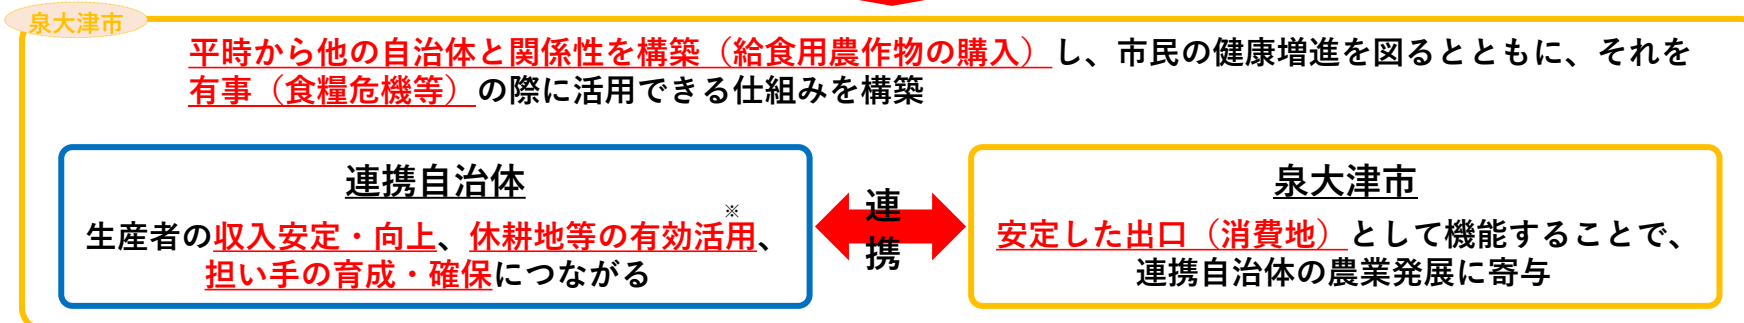 泉大津市
平時から他の自治体と関係性を構築（給食用農作物の購入）し、市民の健康増進を図るとともに、それを
有事（食糧危機等）の際に活用できる仕組みを構築
連携自治体
※
生産者の収入安定・向上、休耕地等の有効活用、
担い手の育成・確保につながる
連
携
泉大津市
安定した出口（消費地）として機能することで、
連携自治体の農業発展に寄与